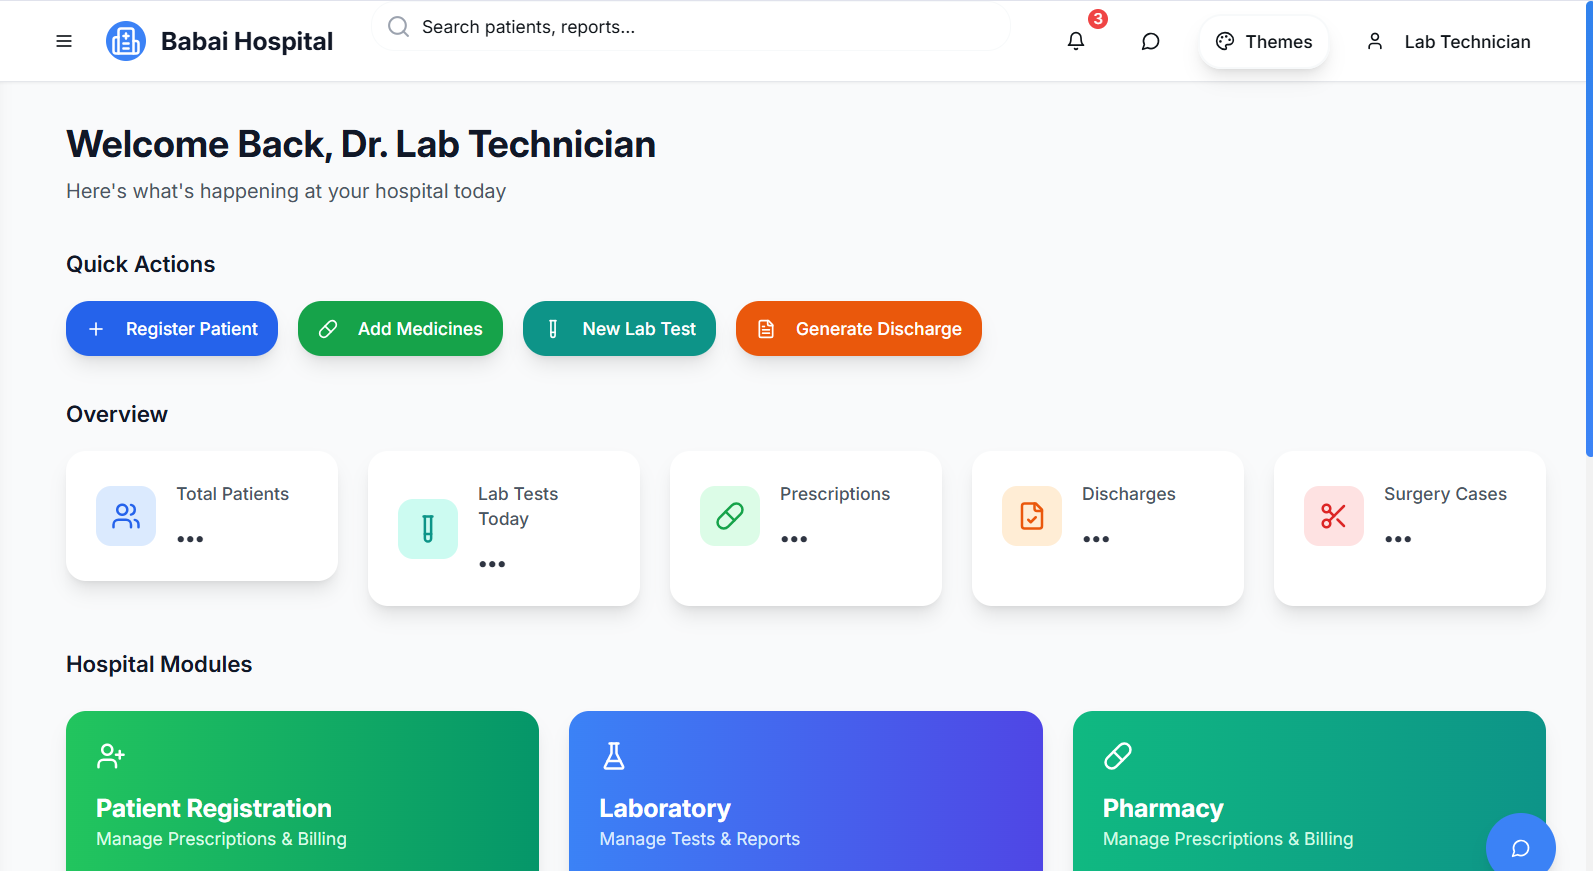 Babai Hospital
Search patients, reports...
3
Themes
Lab Technician
Welcome Back, Dr. Lab Technician
Here's what's happening at your hospital today
Quick Actions
Register Patient
Add Medicines
New Lab Test
Generate Discharge
Overview
Total Patients
...
Lab Tests
Today
...
Prescriptions
...
Discharges
...
Surgery Cases
...
Hospital Modules
Patient Registration
Manage Prescriptions & Billing
Laboratory
Manage Tests & Reports
Pharmacy
Manage Prescriptions & Billing